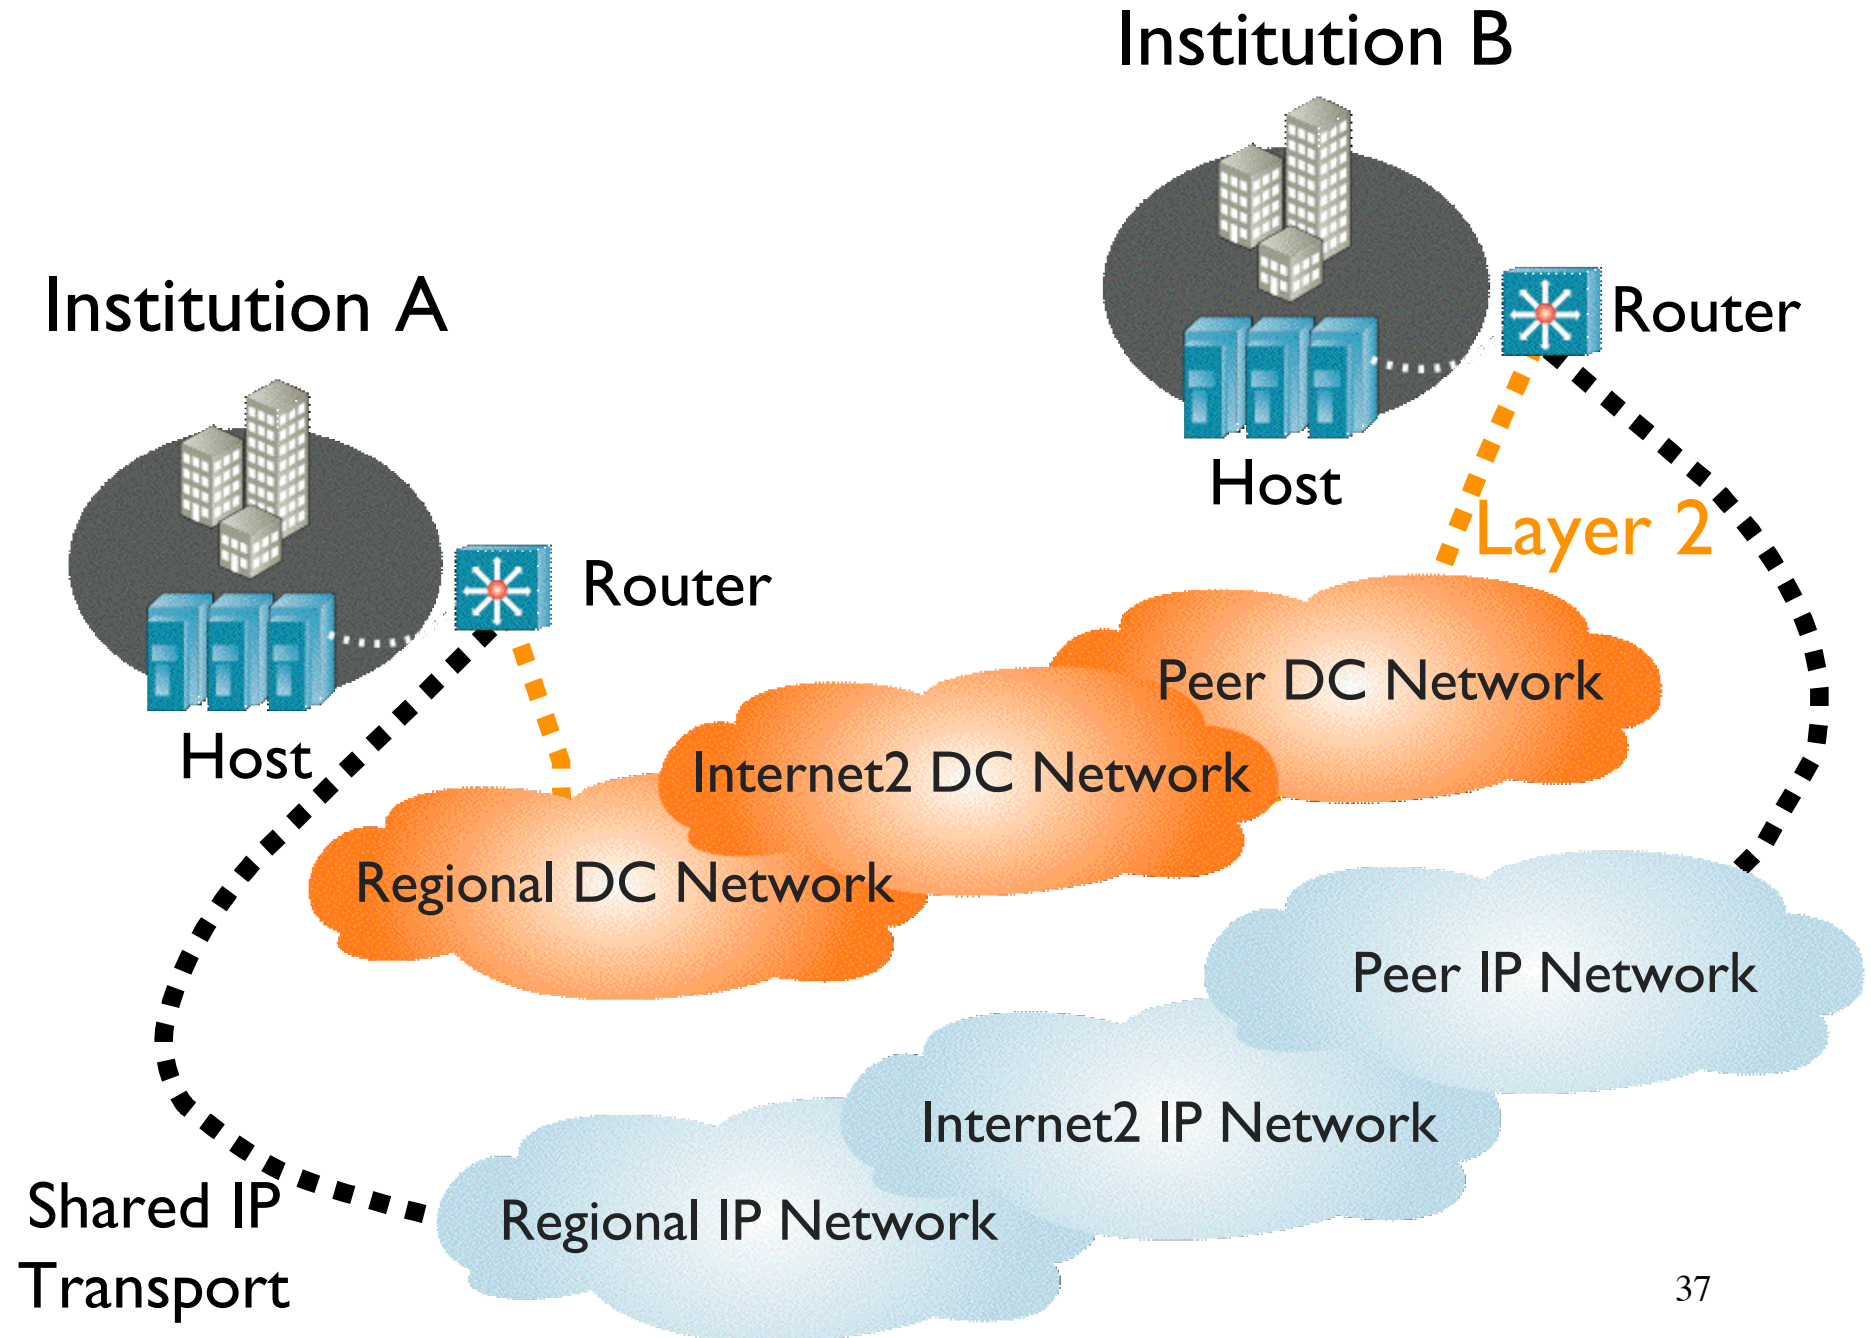 Institution B
Institution A
Router
Host
Layer 2
Router
Peer DC Network
Host
Internet2 DC Network
Regional DC Network
Peer IP Network
Internet2 IP Network
Shared IP
Transport
Regional IP Network
37